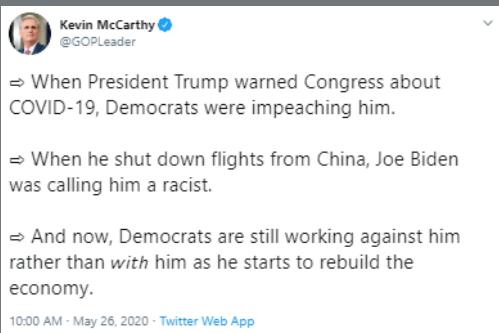 Kevin McCarthy
@GOPLeader
⇨ When President Trump warned Congress about
COVID-19, Democrats were impeaching him.
⇨ When he shut down flights from China, Joe Biden
was calling him a racist.
⇨ And now, Democrats are still working against him
rather than with him as he starts to rebuild the
economy.
10:00 AM · May 26, 2020 · Twitter Web App